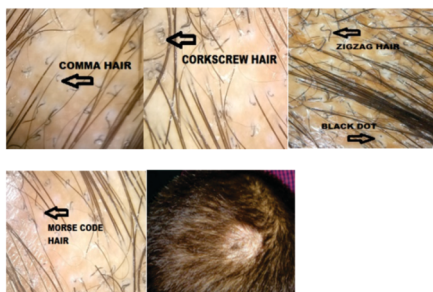 COMMA HAIR
CORKSCREW HAIR
ZIGZAG HAIR
BLACK DOT
MORSE CODE
HAIR